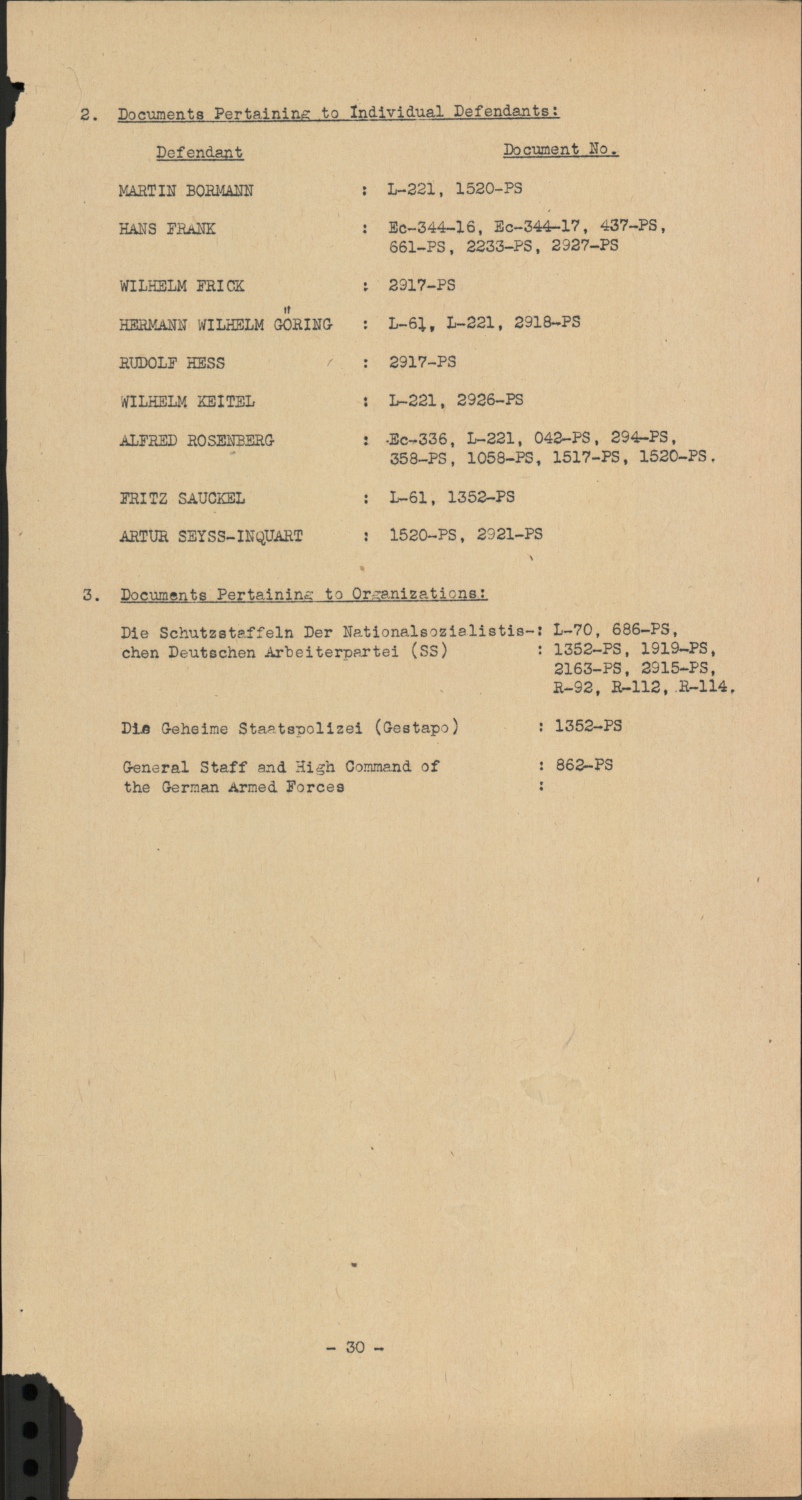 2. Documents Pertaining to Individual Defendants:
Defendant Document No.
MARTIN BORMANN : L-221, 1520-PS
HANS FRANK : Ec-344-16, Ec-344-17, 437-PS,
661-PS, 2233-PS, 2927-PS
WILHELM FRICK : 2917-PS
HERMANN WILHELM GÖRING : L-61, L-221, 2918-PS
RUDOLF HESS : 2917-PS
WILHELM KEITEL : L-221, 2926-PS
ALFRED ROSENBERG : Ec-336, L-221, 042-PS, 294-PS,
358-PS, 1058-PS, 1517-PS, 1520-PS.
FRITZ SAUCKEL : L-61, 1352-PS
ARTUR SEYSS-INQUART : 1520-PS, 2921-PS
3. Documents Pertaining to Organizations:
Die Schutzstaffeln Der Nationalsozialistis-: L-70, 686-PS,
chen Deutschen Arbeiterpartei (SS) : 1352-PS, 1919-PS,
2163-PS, 2915-PS,
R-92, R-112, R-114.
Die Geheime Staatspolizei (Gestapo) : 1352-PS
General Staff and High Command of : 862-PS
the German Armed Forces :
- 30 -